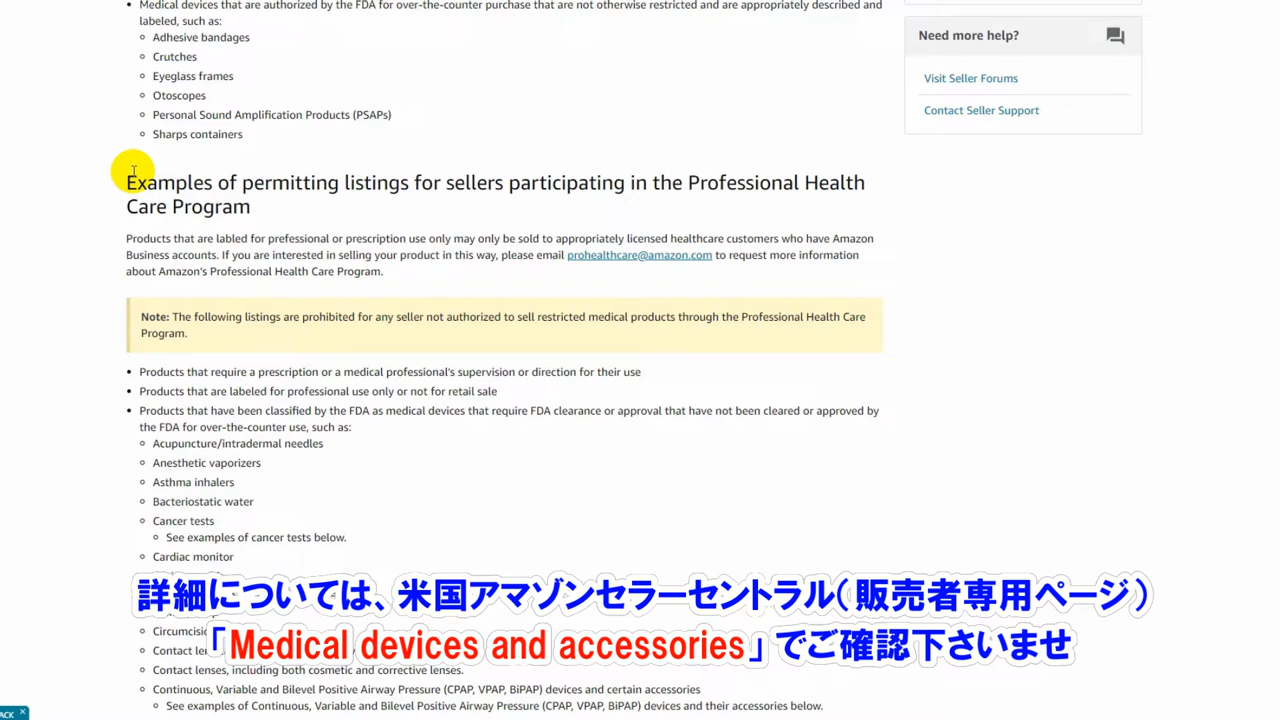 Medical devices that are authorized by the FDA for over-the-counter purchase that are not otherwise restricted and are appropriately described and
labeled, such as:
Adhesive bandages
Crutches
Eyeglass frames
Otoscopes
Personal Sound Amplification Products (PSAPs)
Sharps containers
Examples of permitting listings for sellers participating in the Professional Health
Care Program
Products that are labled for prefessional or prescription use only may only be sold to appropriately licensed healthcare customers who have Amazon
Business accounts. If you are interested in selling your product in this way, please email prohealthcare@amazon.com to request more information
about Amazon's Professional Health Care Program.
Note: The following listings are prohibited for any seller not authorized to sell restricted medical products through the Professional Health Care
Program.
Products that require a prescription or a medical professional's supervision or direction for their use
Products that are labeled for professional use only or not for retail sale
Products that have been classified by the FDA as medical devices that require FDA clearance or approval that have not been cleared or approved by
the FDA for over-the-counter use, such as:
Acupuncture/intradermal needles
Anesthetic vaporizers
Asthma inhalers
Bacteriostatic water
Cancer tests
See examples of cancer tests below.
Cardiac monitor
詳細については、米国アマゾンセラーセントラル（販売者専用ページ）
「Medical devices and accessories」でご確認下さいませ
Contact lenses, including both cosmetic and corrective lenses.
Continuous, Variable and Bilevel Positive Airway Pressure (CPAP, VPAP, BiPAP) devices and certain accessories
See examples of Continuous, Variable and Bilevel Positive Airway Pressure (CPAP, VPAP, BiPAP) devices and their accessories below.
Need more help?
Visit Seller Forums
Contact Seller Support